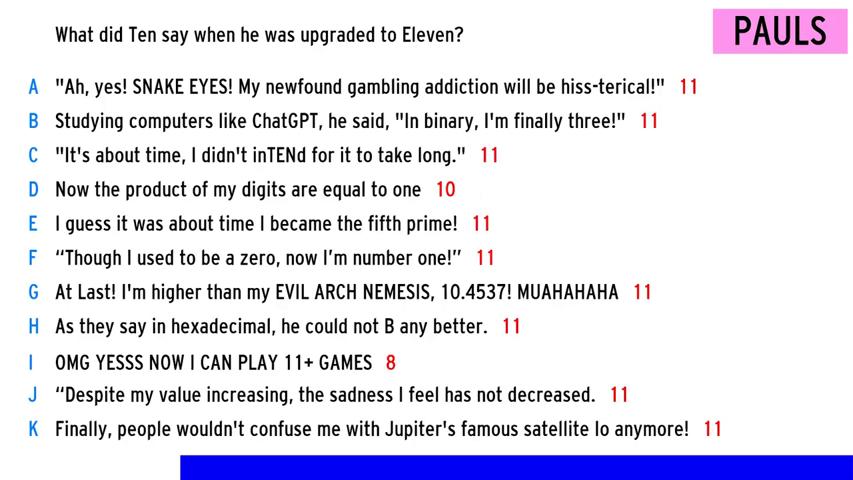 What did Ten say when he was upgraded to Eleven?
PAULS
A "Ah, yes! SNAKE EYES! My newfound gambling addiction will be hiss-terical!" 11
B Studying computers like ChatGPT, he said, "In binary, I'm finally three!" 11
C "It's about time, I didn't inTENd for it to take long." 11
D Now the product of my digits are equal to one 10
E I guess it was about time I became the fifth prime! 11
F “Though I used to be a zero, now I’m number one!” 11
G At Last! I'm higher than my EVIL ARCH NEMESIS, 10.4537! MUAHAHAHA 11
H As they say in hexadecimal, he could not B any better. 11
I OMG YESSS NOW I CAN PLAY 11+ GAMES 8
J “Despite my value increasing, the sadness I feel has not decreased. 11
K Finally, people wouldn't confuse me with Jupiter's famous satellite Io anymore! 11